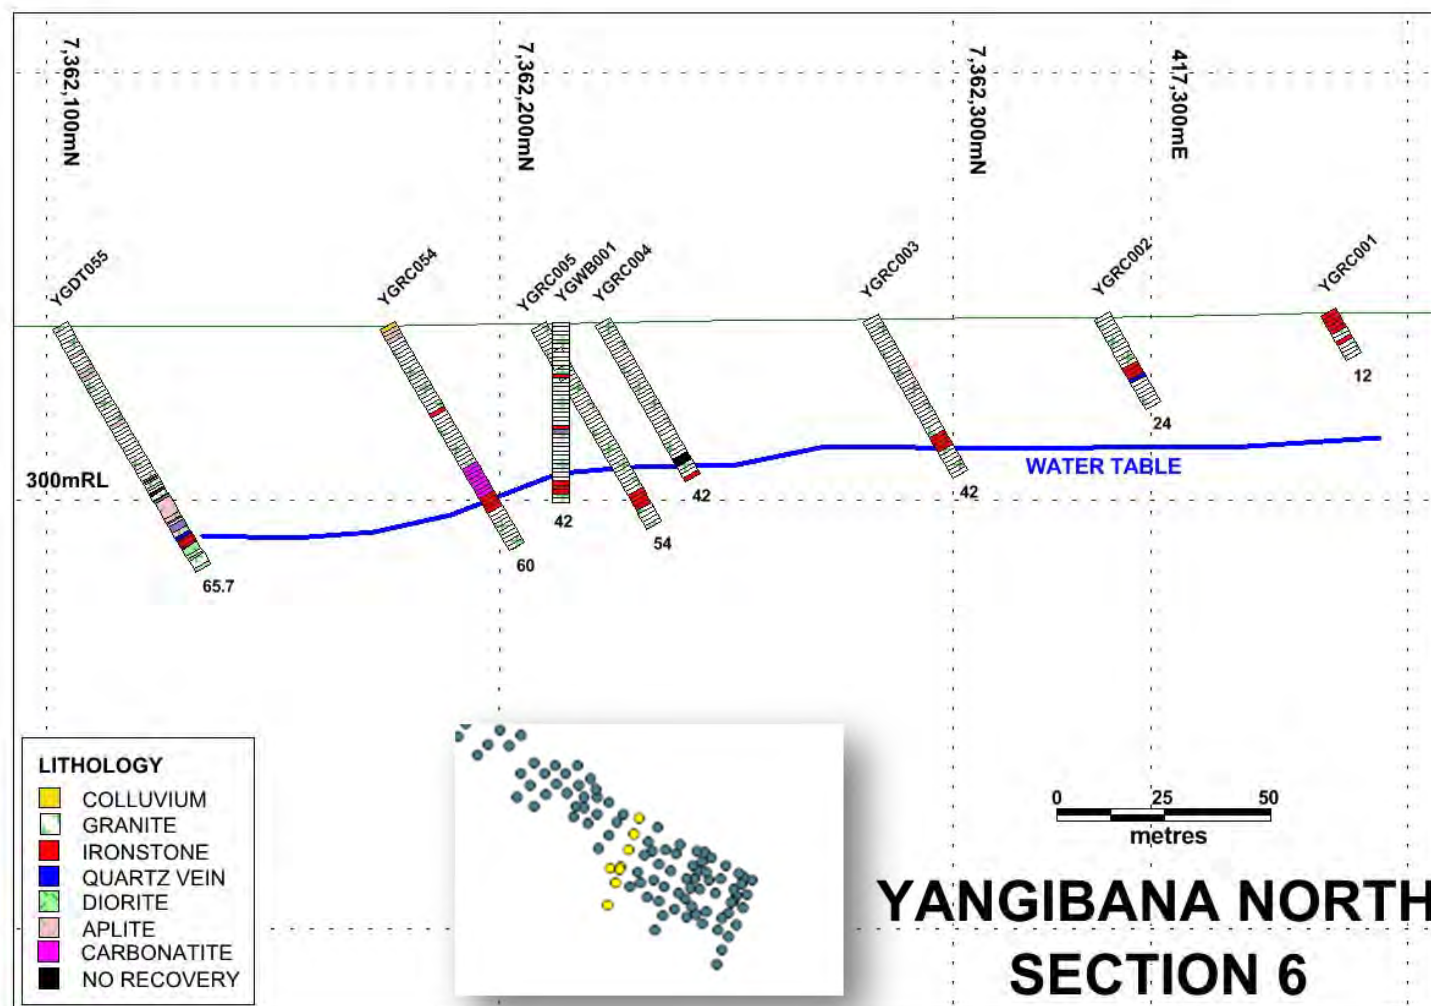 7,362,100mN
7,362,200mN
7,362,300mN
417,300mE
YGDT055
YGRC054
YGRC005
YGWB001
YGRC004
YGRC003
YGRC002
YGRC001
12
24
WATER TABLE
300mRL
42
42
42
54
60
65.7
LITHOLOGY
COLLUVIUM
GRANITE
IRONSTONE
QUARTZ VEIN
DIORITE
APLITE
CARBONATITE
NO RECOVERY
0 25 50
metres
YANGIBANA NORTH
SECTION 6